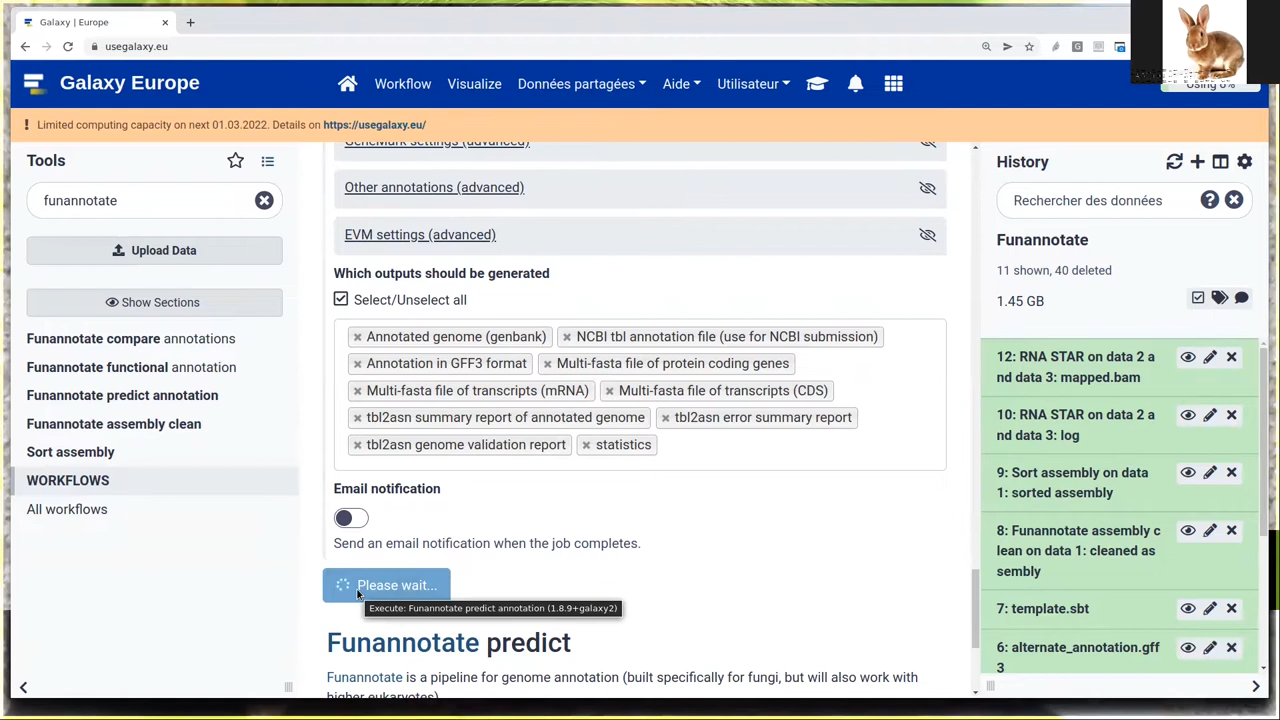 Galaxy | Europe
usegalaxy.eu
Galaxy Europe
Workflow
Visualize
Données partagées
Aide
Utilisateur
Using 6%
Limited computing capacity on next 01.03.2022. Details on https://usegalaxy.eu/
Tools
funannotate
Upload Data
Show Sections
Funannotate compare annotations
Funannotate functional annotation
Funannotate predict annotation
Funannotate assembly clean
Sort assembly
WORKFLOWS
All workflows
GeneMark settings (advanced)
Other annotations (advanced)
EVM settings (advanced)
Which outputs should be generated
Select/Unselect all
Annotated genome (genbank)
NCBI tbl annotation file (use for NCBI submission)
Annotation in GFF3 format
Multi-fasta file of protein coding genes
Multi-fasta file of transcripts (mRNA)
Multi-fasta file of transcripts (CDS)
tbl2asn summary report of annotated genome
tbl2asn error summary report
tbl2asn genome validation report
statistics
Email notification
Send an email notification when the job completes.
Please wait...
Execute: Funannotate predict annotation (1.8.9+galaxy2)
Funannotate predict
Funannotate is a pipeline for genome annotation (built specifically for fungi, but will also work with
higher eukaryotes)
History
Rechercher des données
Funannotate
11 shown, 40 deleted
1.45 GB
12: RNA STAR on data 2 a
nd data 3: mapped.bam
10: RNA STAR on data 2 a
nd data 3: log
9: Sort assembly on data
1: sorted assembly
8: Funannotate assembly c
lean on data 1: cleaned as
sembly
7: template.sbt
6: alternate_annotation.gff
3